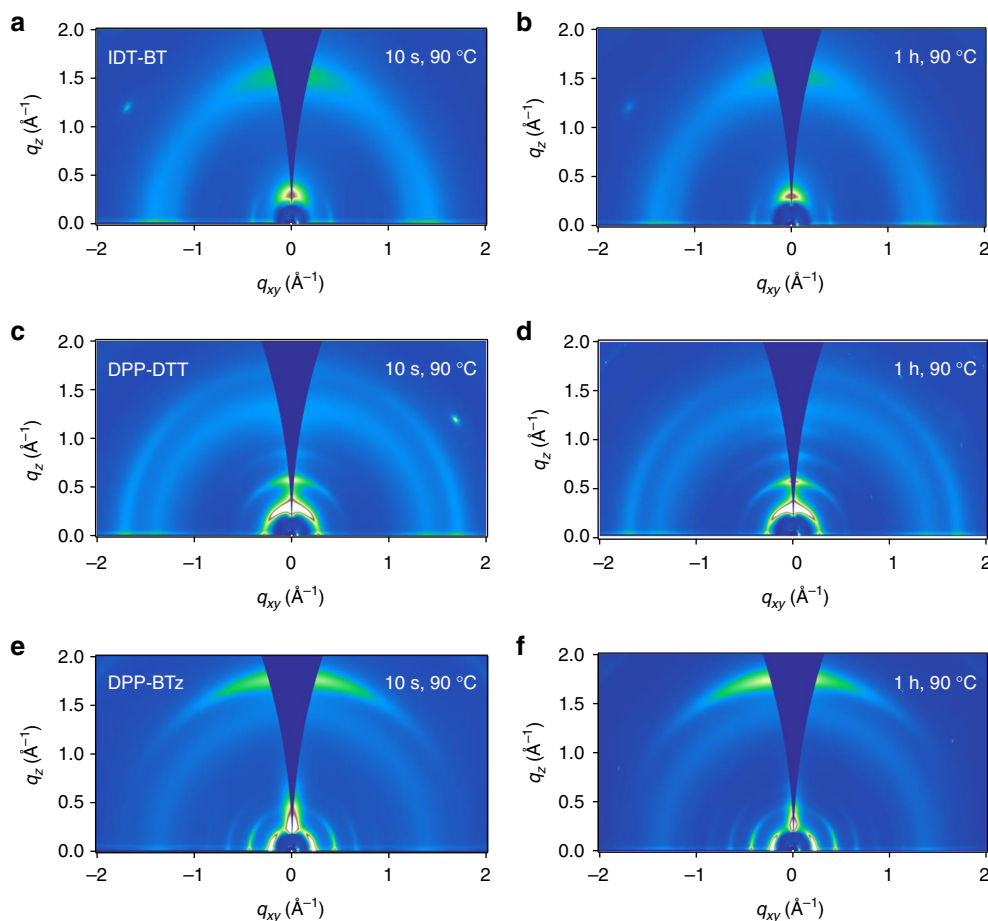 a
IDT-BT
10 s, 90 °C
2.0
1.5
1.0
0.5
0.0
q_z (Å⁻¹)
−2
−1
0
1
2
q_xy (Å⁻¹)
b
1 h, 90 °C
2.0
1.5
1.0
0.5
0.0
q_z (Å⁻¹)
−2
−1
0
1
2
q_xy (Å⁻¹)
c
DPP-DTT
10 s, 90 °C
2.0
1.5
1.0
0.5
0.0
q_z (Å⁻¹)
−2
−1
0
1
2
q_xy (Å⁻¹)
d
1 h, 90 °C
2.0
1.5
1.0
0.5
0.0
q_z (Å⁻¹)
−2
−1
0
1
2
q_xy (Å⁻¹)
e
DPP-BTz
10 s, 90 °C
2.0
1.5
1.0
0.5
0.0
q_z (Å⁻¹)
−2
−1
0
1
2
q_xy (Å⁻¹)
f
1 h, 90 °C
2.0
1.5
1.0
0.5
0.0
q_z (Å⁻¹)
−2
−1
0
1
2
q_xy (Å⁻¹)